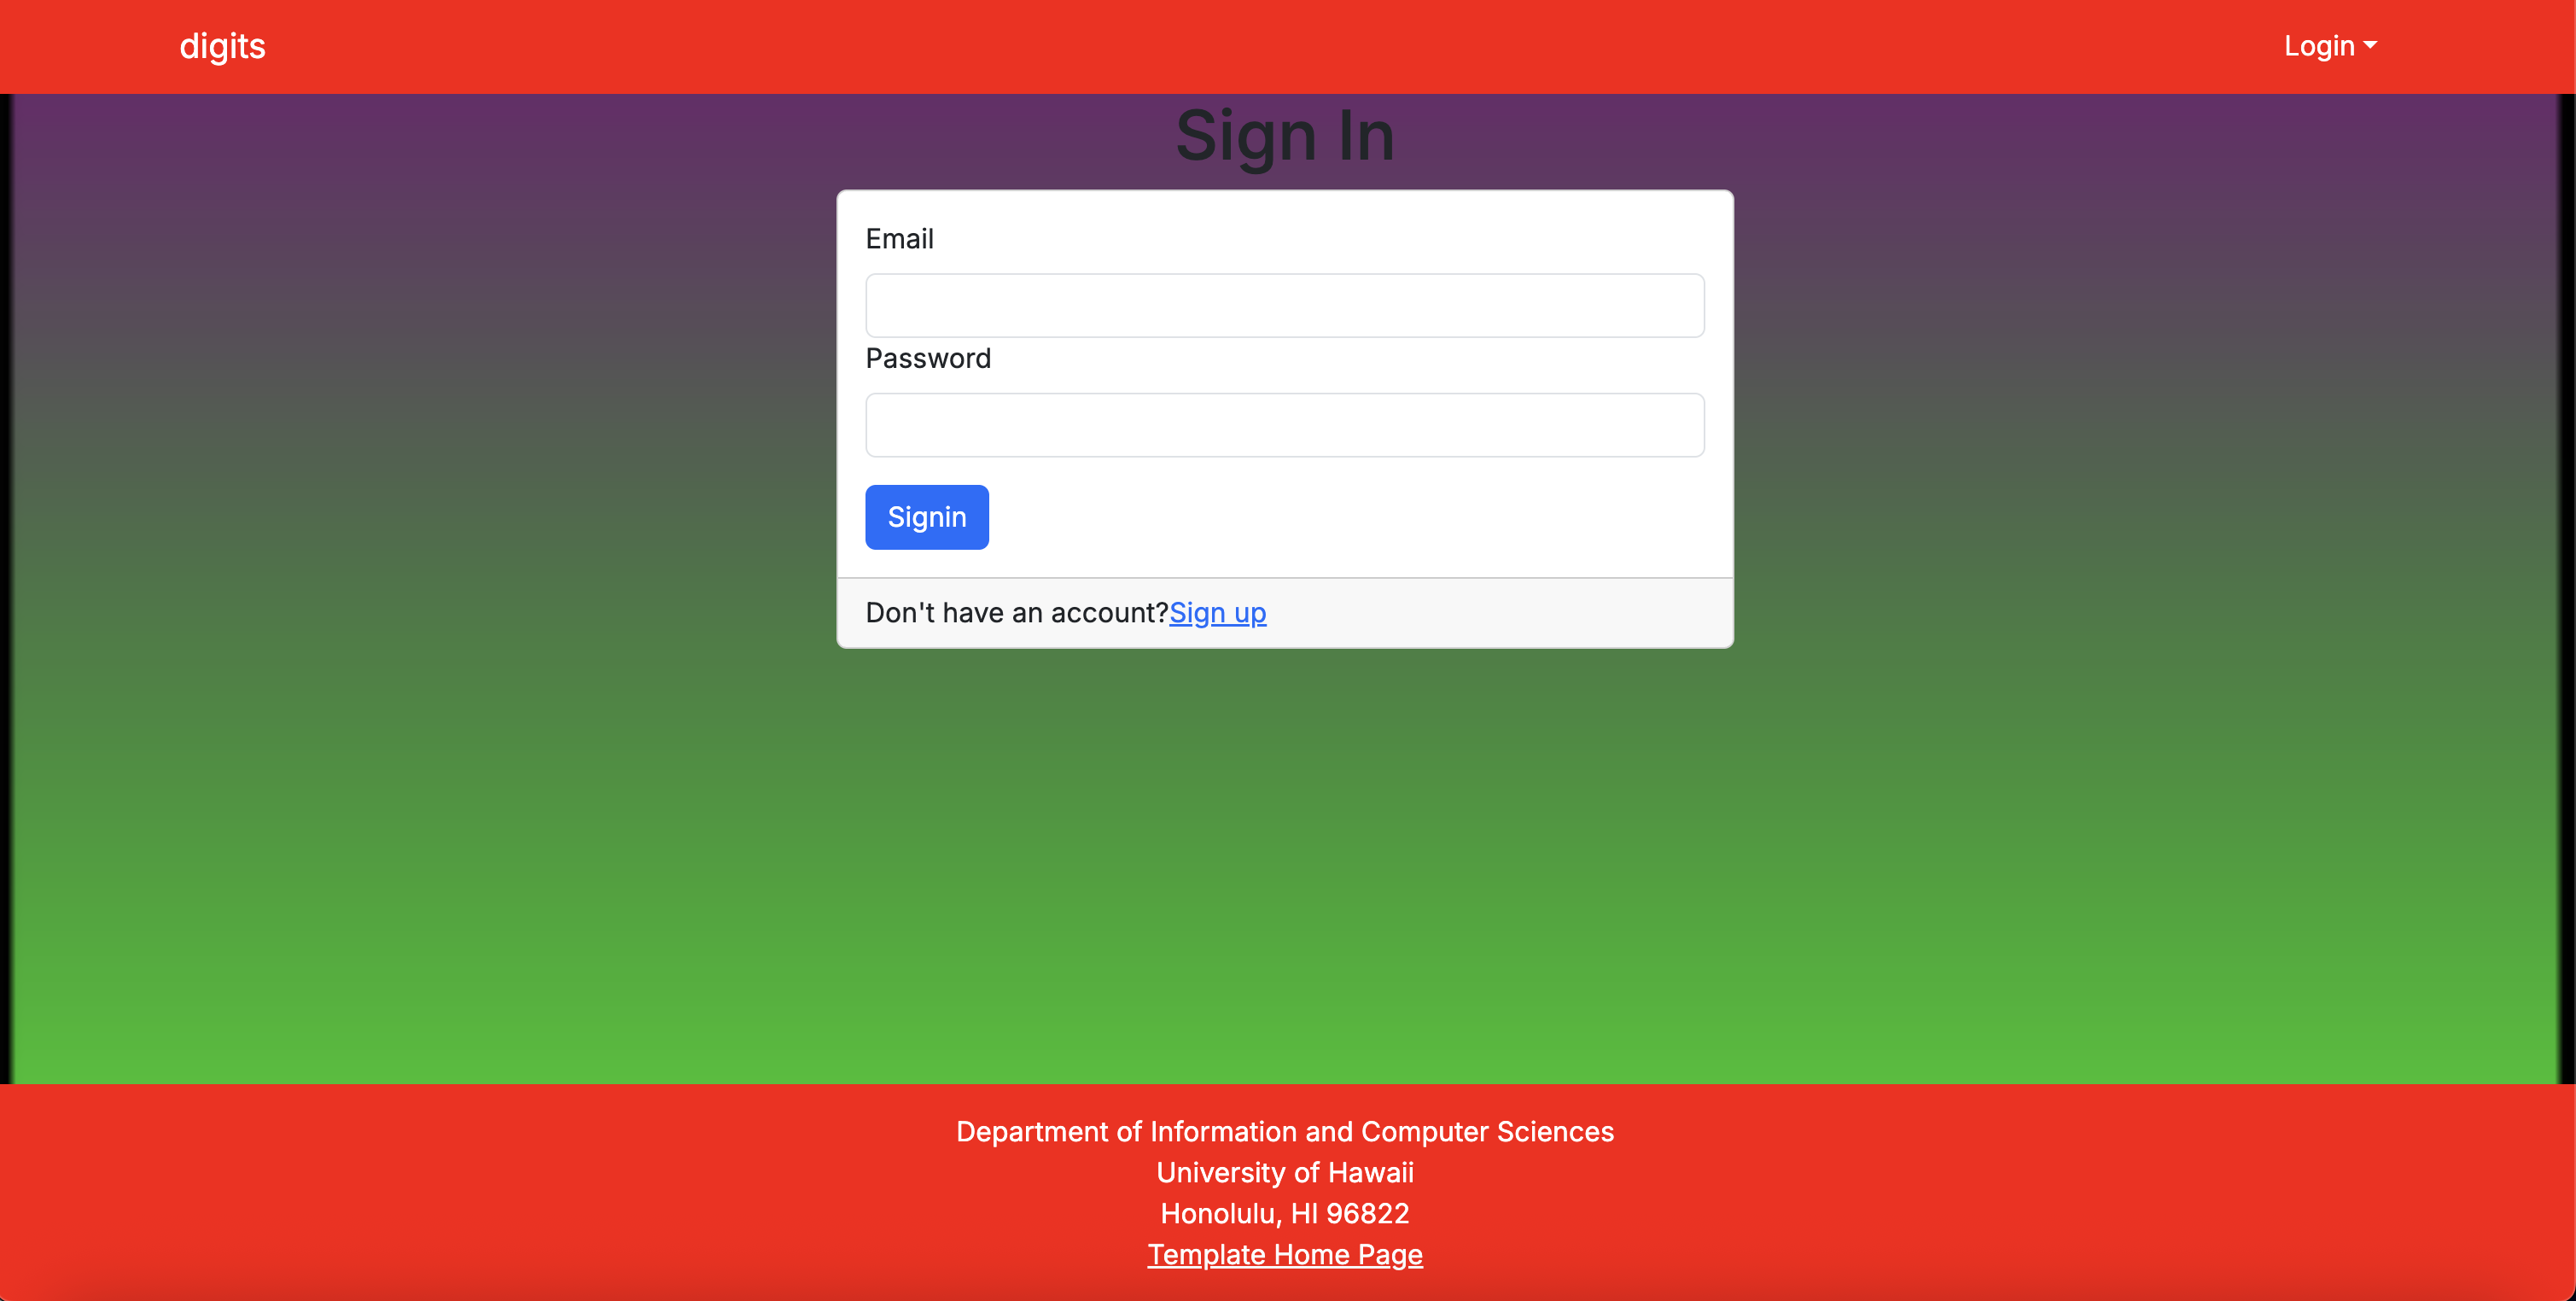 digits
Login
Sign In
Email
Password
Signin
Don't have an account?Sign up
Department of Information and Computer Sciences
University of Hawaii
Honolulu, HI 96822
Template Home Page